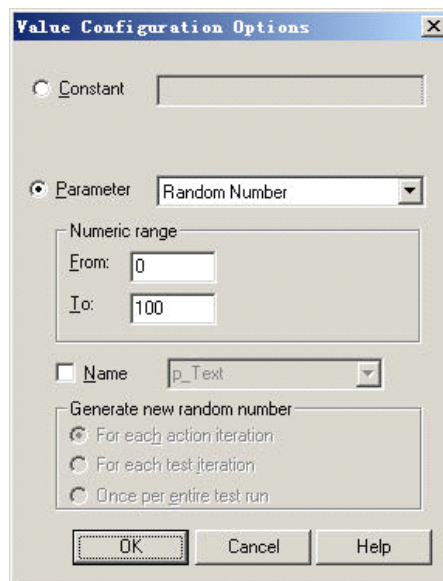 Value Configuration Options
Constant
Parameter Random Number
Numeric range
From: 0
To: 100
Name p_Text
Generate new random number
For each action iteration
For each test iteration
Once per entire test run
OK Cancel Help